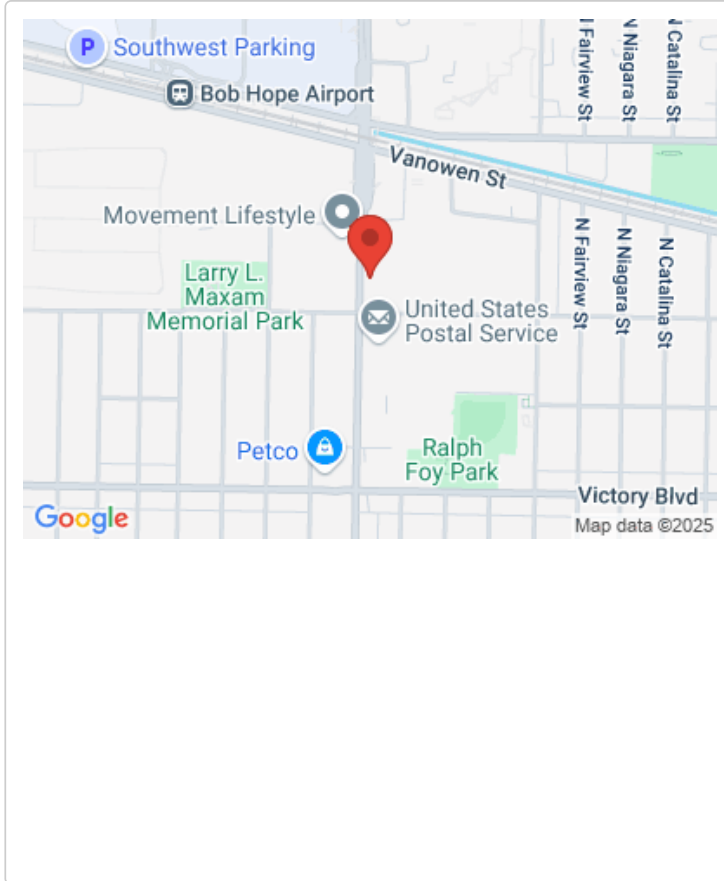 P
Southwest Parking
Bob Hope Airport
N Fairview St
N Niagara St
N Catalina St
Vanowen St
Movement Lifestyle
Larry L.
Maxam
Memorial Park
United States
Postal Service
N Fairview St
N Niagara St
N Catalina St
Petco
Ralph
Foy Park
Victory Blvd
Google
Map data ©2025